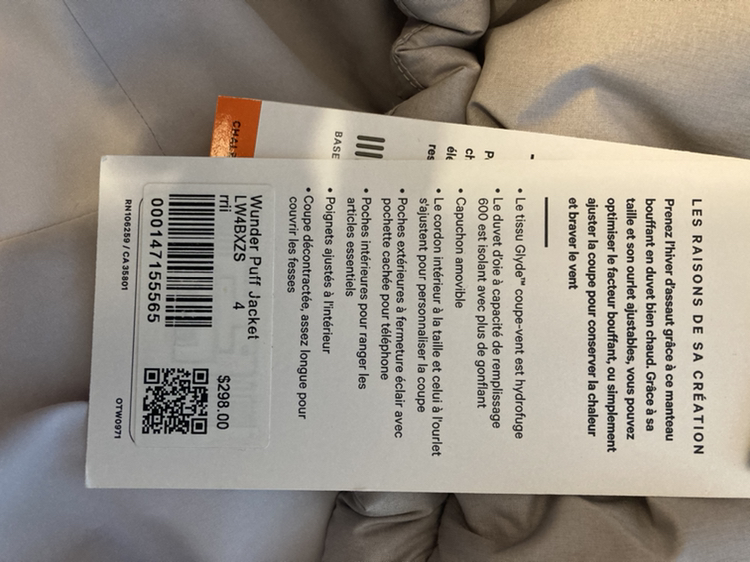 LES RAISONS DE SA CRÉATION
Prenez l'hiver d'assaut grâce à ce manteau
bouffant en duvet bien chaud. Grâce à sa
taille et son ourlet ajustables, vous pouvez
optimiser le facteur bouffant, ou simplement
ajuster la coupe pour conserver la chaleur
et braver le vent
• Le tissu Glyde™ coupe-vent est hydrofuge
• Le duvet d'oie à capacité de remplissage
600 est isolant avec plus de gonflant
• Capuchon amovible
• Le cordon intérieur à la taille et celui à l'ourlet
s'ajustent pour personnaliser la coupe
• Poches extérieures à fermeture éclair avec
pochette cachée pour téléphone
• Poches intérieures pour ranger les
articles essentiels
• Poignets ajustés à l'intérieur
• Coupe décontractée, assez longue pour
couvrir les fesses
Wunder Puff Jacket
LW4BXZS 4 $298.00
rrii
000147155565
RN106259 / CA 35801 OTW0971
BASE